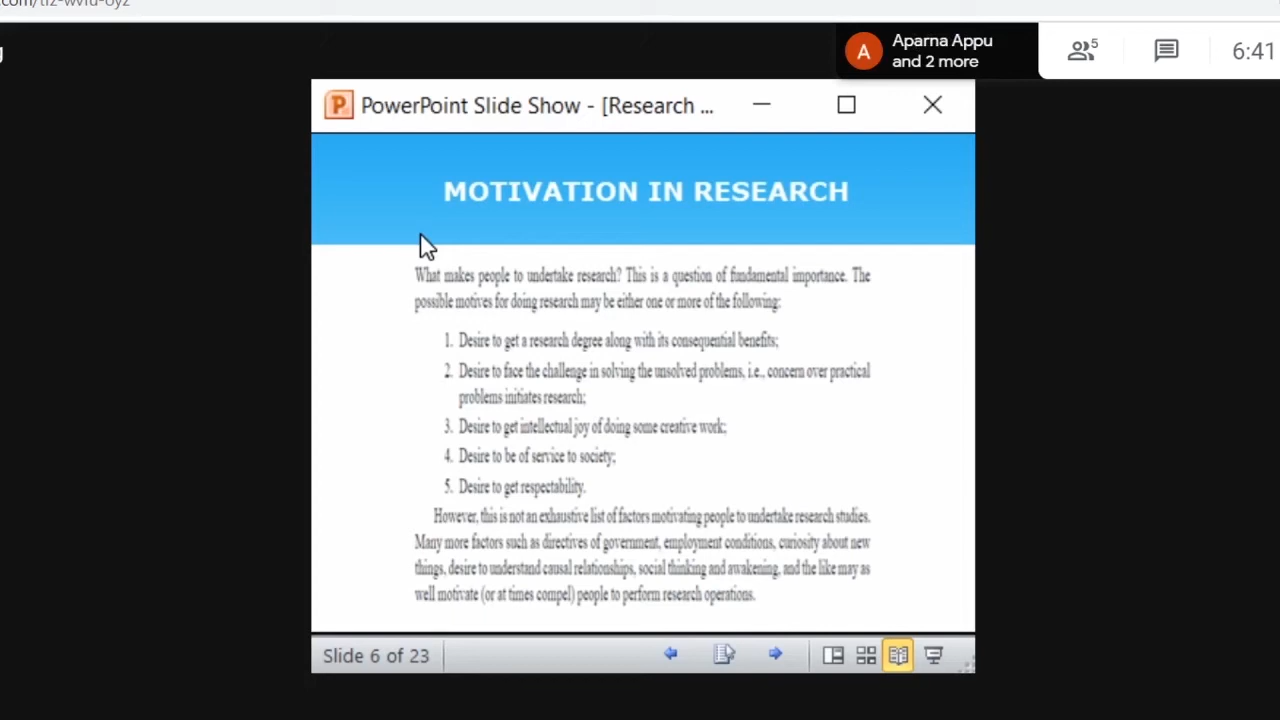 Aparna Appu
and 2 more
5
6:41
PowerPoint Slide Show - [Research ...
MOTIVATION IN RESEARCH
What makes people to undertake research? This is a question of fundamental importance. The
possible motives for doing research may be either one or more of the following:
1. Desire to get a research degree along with its consequential benefits;
2. Desire to face the challenge in solving the unsolved problems, i.e., concern over practical
problems initiates research;
3. Desire to get intellectual joy of doing some creative work;
4. Desire to be of service to society;
5. Desire to get respectability.
However, this is not an exhaustive list of factors motivating people to undertake research studies.
Many more factors such as directives of government, employment conditions, curiosity about new
things, desire to understand causal relationships, social thinking and awakening, and the like may as
well motivate (or at times compel) people to perform research operations.
Slide 6 of 23